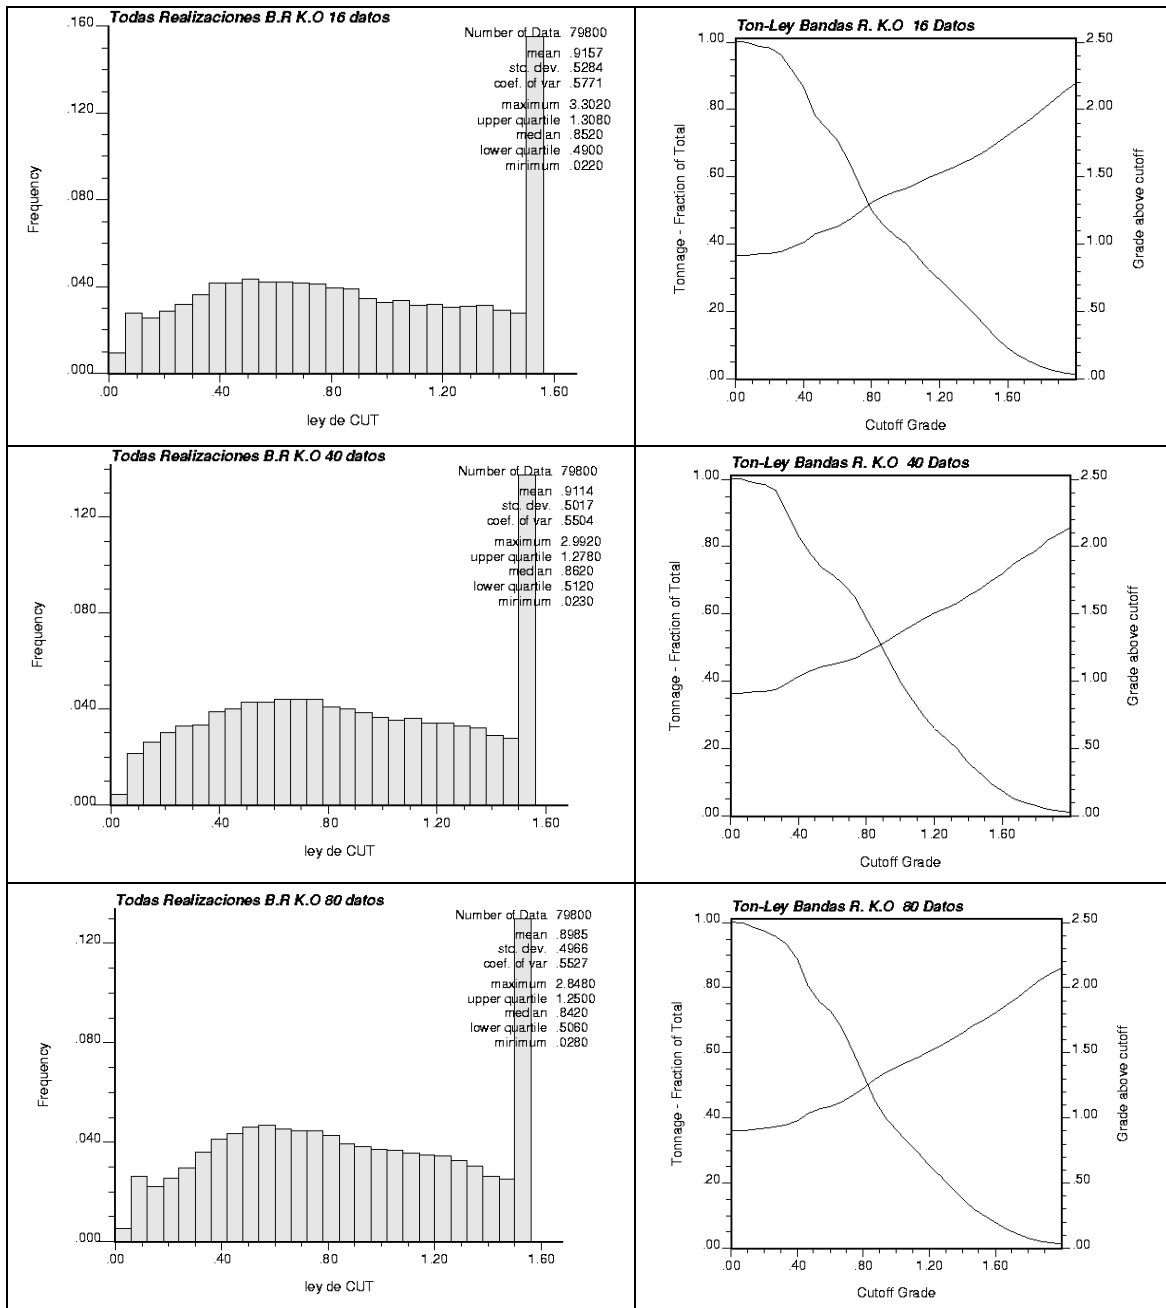 Todas Realizaciones B.R K.O 16 datos
Number of Data 79800
mean .9157
std. dev. .5284
coef. of var .5771
maximum 3.3020
upper quartile 1.3080
median .8520
lower quartile .4900
minimum .0220
Frequency
.160
.120
.080
.040
.000
.00 .40 .80 1.20 1.60
ley de CUT
Ton-Ley Bandas R. K.O 16 Datos
Tonnage - Fraction of Total
1.00
.80
.60
.40
.20
.00
2.50
2.00
1.50
1.00
.50
.00
Grade above cutoff
.00 .40 .80 1.20 1.60
Cutoff Grade
Todas Realizaciones B.R K.O 40 datos
Number of Data 79800
mean .9114
std. dev. .5017
coef. of var .5504
maximum 2.9920
upper quartile 1.2780
median .8620
lower quartile .5120
minimum .0230
Frequency
.120
.080
.040
.000
.00 .40 .80 1.20 1.60
ley de CUT
Ton-Ley Bandas R. K.O 40 Datos
Tonnage - Fraction of Total
1.00
.80
.60
.40
.20
.00
2.50
2.00
1.50
1.00
.50
.00
Grade above cutoff
.00 .40 .80 1.20 1.60
Cutoff Grade
Todas Realizaciones B.R K.O 80 datos
Number of Data 79800
mean .8985
std. dev. .4966
coef. of var .5527
maximum 2.8480
upper quartile 1.2500
median .8420
lower quartile .5060
minimum .0280
Frequency
.120
.080
.040
.000
.00 .40 .80 1.20 1.60
ley de CUT
Ton-Ley Bandas R. K.O 80 Datos
Tonnage - Fraction of Total
1.00
.80
.60
.40
.20
.00
2.50
2.00
1.50
1.00
.50
.00
Grade above cutoff
.00 .40 .80 1.20 1.60
Cutoff Grade